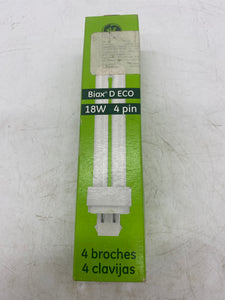 Biax® D ECO
18W 4 pin
4 broches
4 clavijas